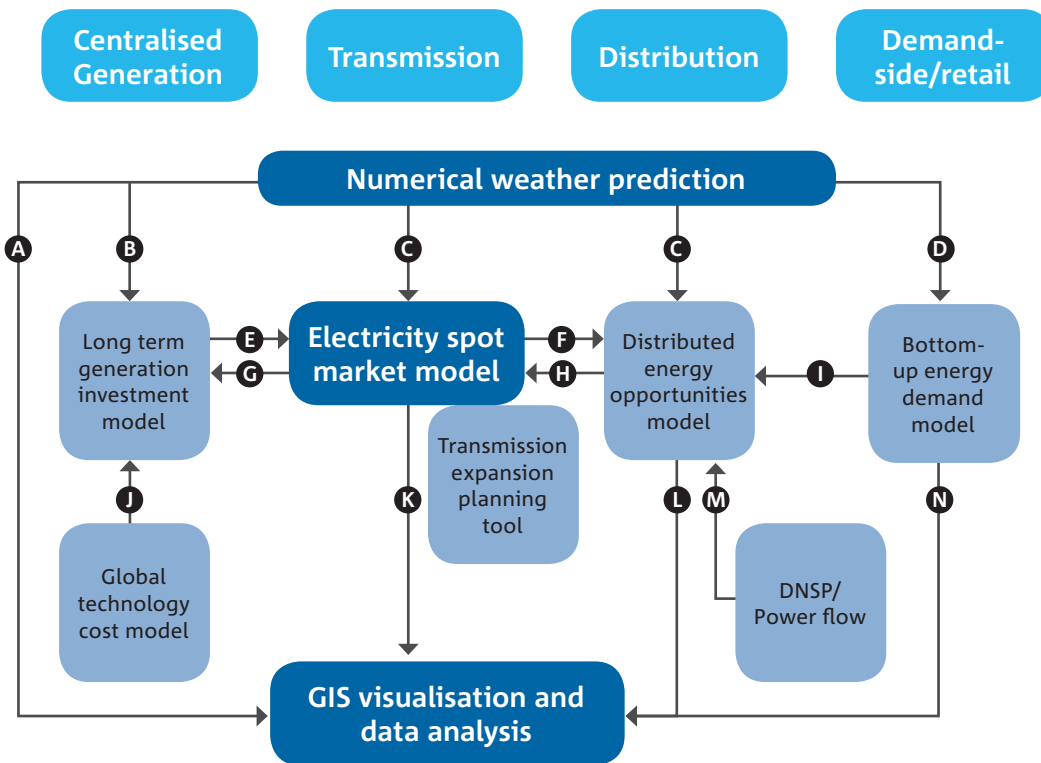 Centralised
Generation
Transmission
Distribution
Demand-
side/retail
Numerical weather prediction
A
B
C
C
D
Long term
generation
investment
model
E
G
Electricity spot
market model
F
H
Distributed
energy
opportunities
model
I
Bottom-
up energy
demand
model
J
K
Transmission
expansion
planning
tool
L
M
N
Global
technology
cost model
DNSP/
Power flow
GIS visualisation and
data analysis